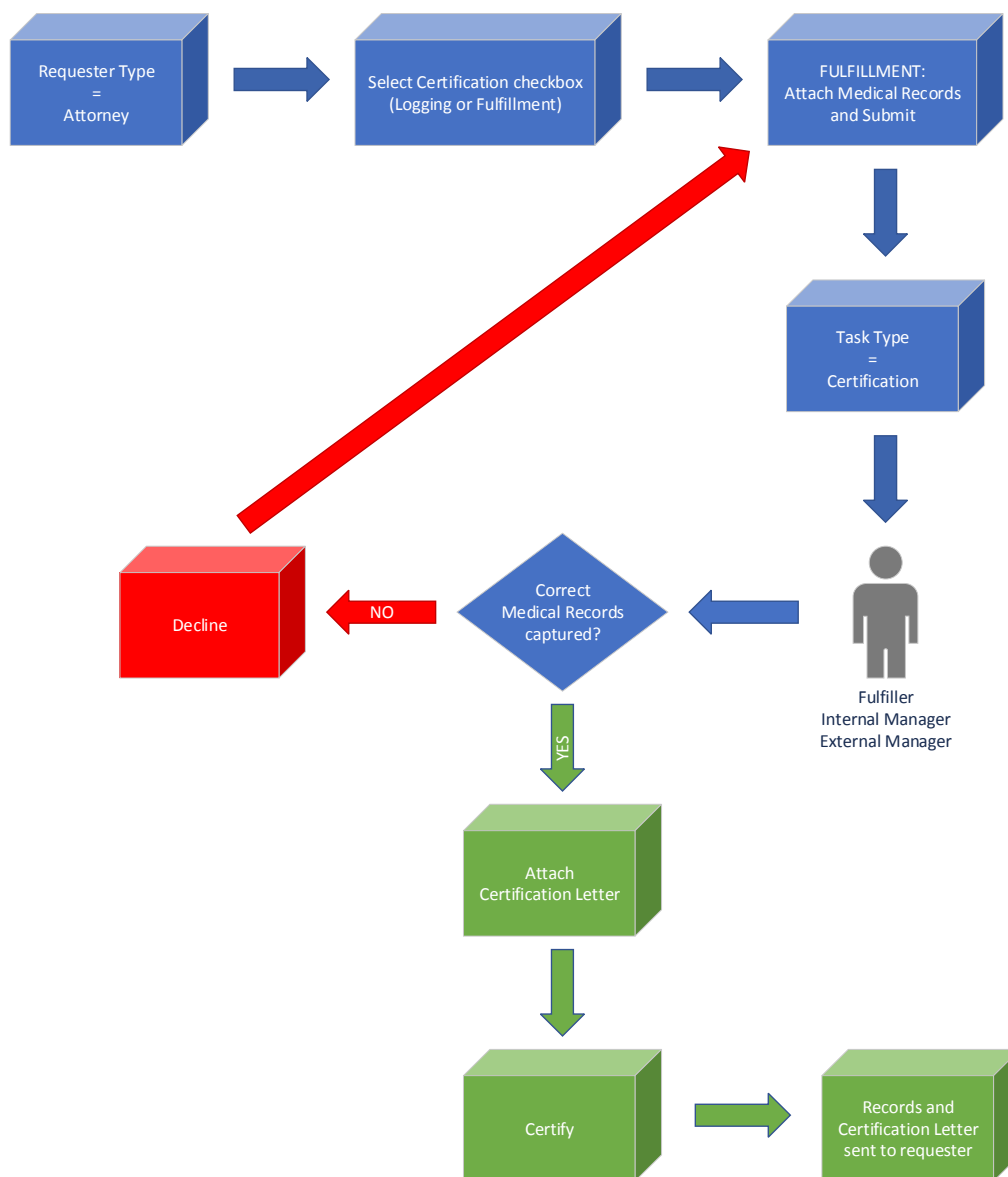 Requester Type
=
Attorney
Select Certification checkbox
(Logging or Fulfillment)
FULFILLMENT:
Attach Medical Records
and Submit
Task Type
=
Certification
Fulfiller
Internal Manager
External Manager
Correct
Medical Records
captured?
NO
Decline
YES
Attach
Certification Letter
Certify
Records and
Certification Letter
sent to requester